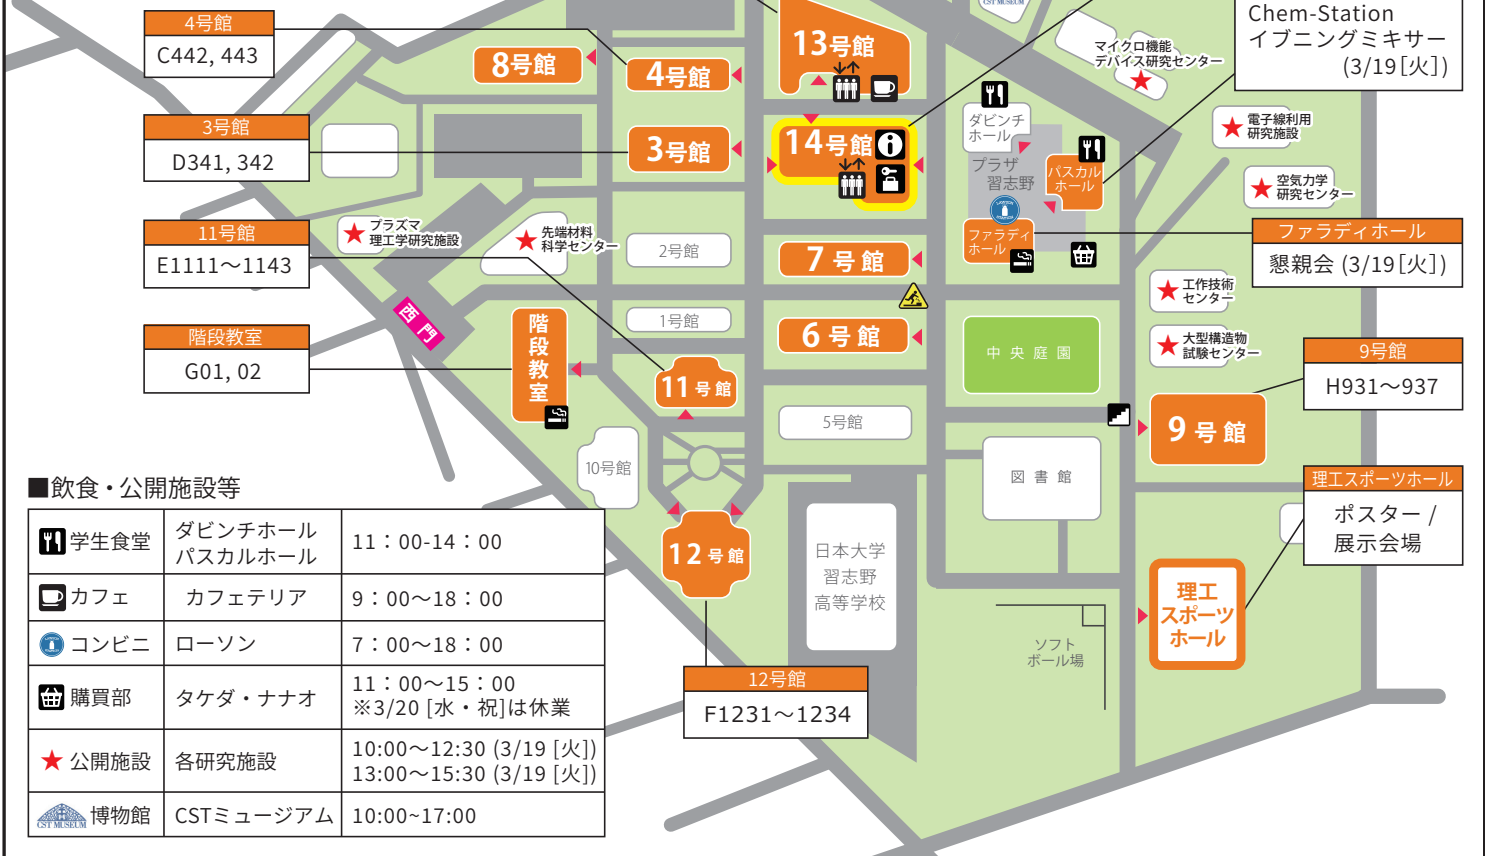 4号館
C442, 443
3号館
D341, 342
11号館
E1111～1143
階段教室
G01, 02
8号館
4号館
3号館
13号館
14号館
7号館
6号館
2号館
1号館
11号館
階段教室
5号館
10号館
12号館
12号館
F1231～1234
プラズマ
理工学研究施設
先端材料
科学センター
西門
CST MUSEUM
マイクロ機能
デバイス研究センター
Chem-Station
イブニングミキサー
(3/19[火])
ダビンチ
ホール
プラザ
習志野
パスカル
ホール
ファラディ
ホール
電子線利用
研究施設
空気力学
研究センター
ファラディホール
懇親会 (3/19[火])
工作技術
センター
大型構造物
試験センター
中央庭園
9号館
H931～937
9号館
図書館
理工スポーツホール
ポスター /
展示会場
理工
スポーツ
ホール
日本大学
習志野
高等学校
ソフト
ボール場
■飲食・公開施設等
学生食堂
ダビンチホール
パスカルホール
11：00-14：00
カフェ
カフェテリア
9：00～18：00
コンビニ
ローソン
7：00～18：00
購買部
タケダ・ナナオ
11：00～15：00
※3/20 [水・祝]は休業
公開施設
各研究施設
10:00～12:30 (3/19 [火])
13:00～15:30 (3/19 [火])
CST MUSEUM
博物館
CSTミュージアム
10:00~17:00